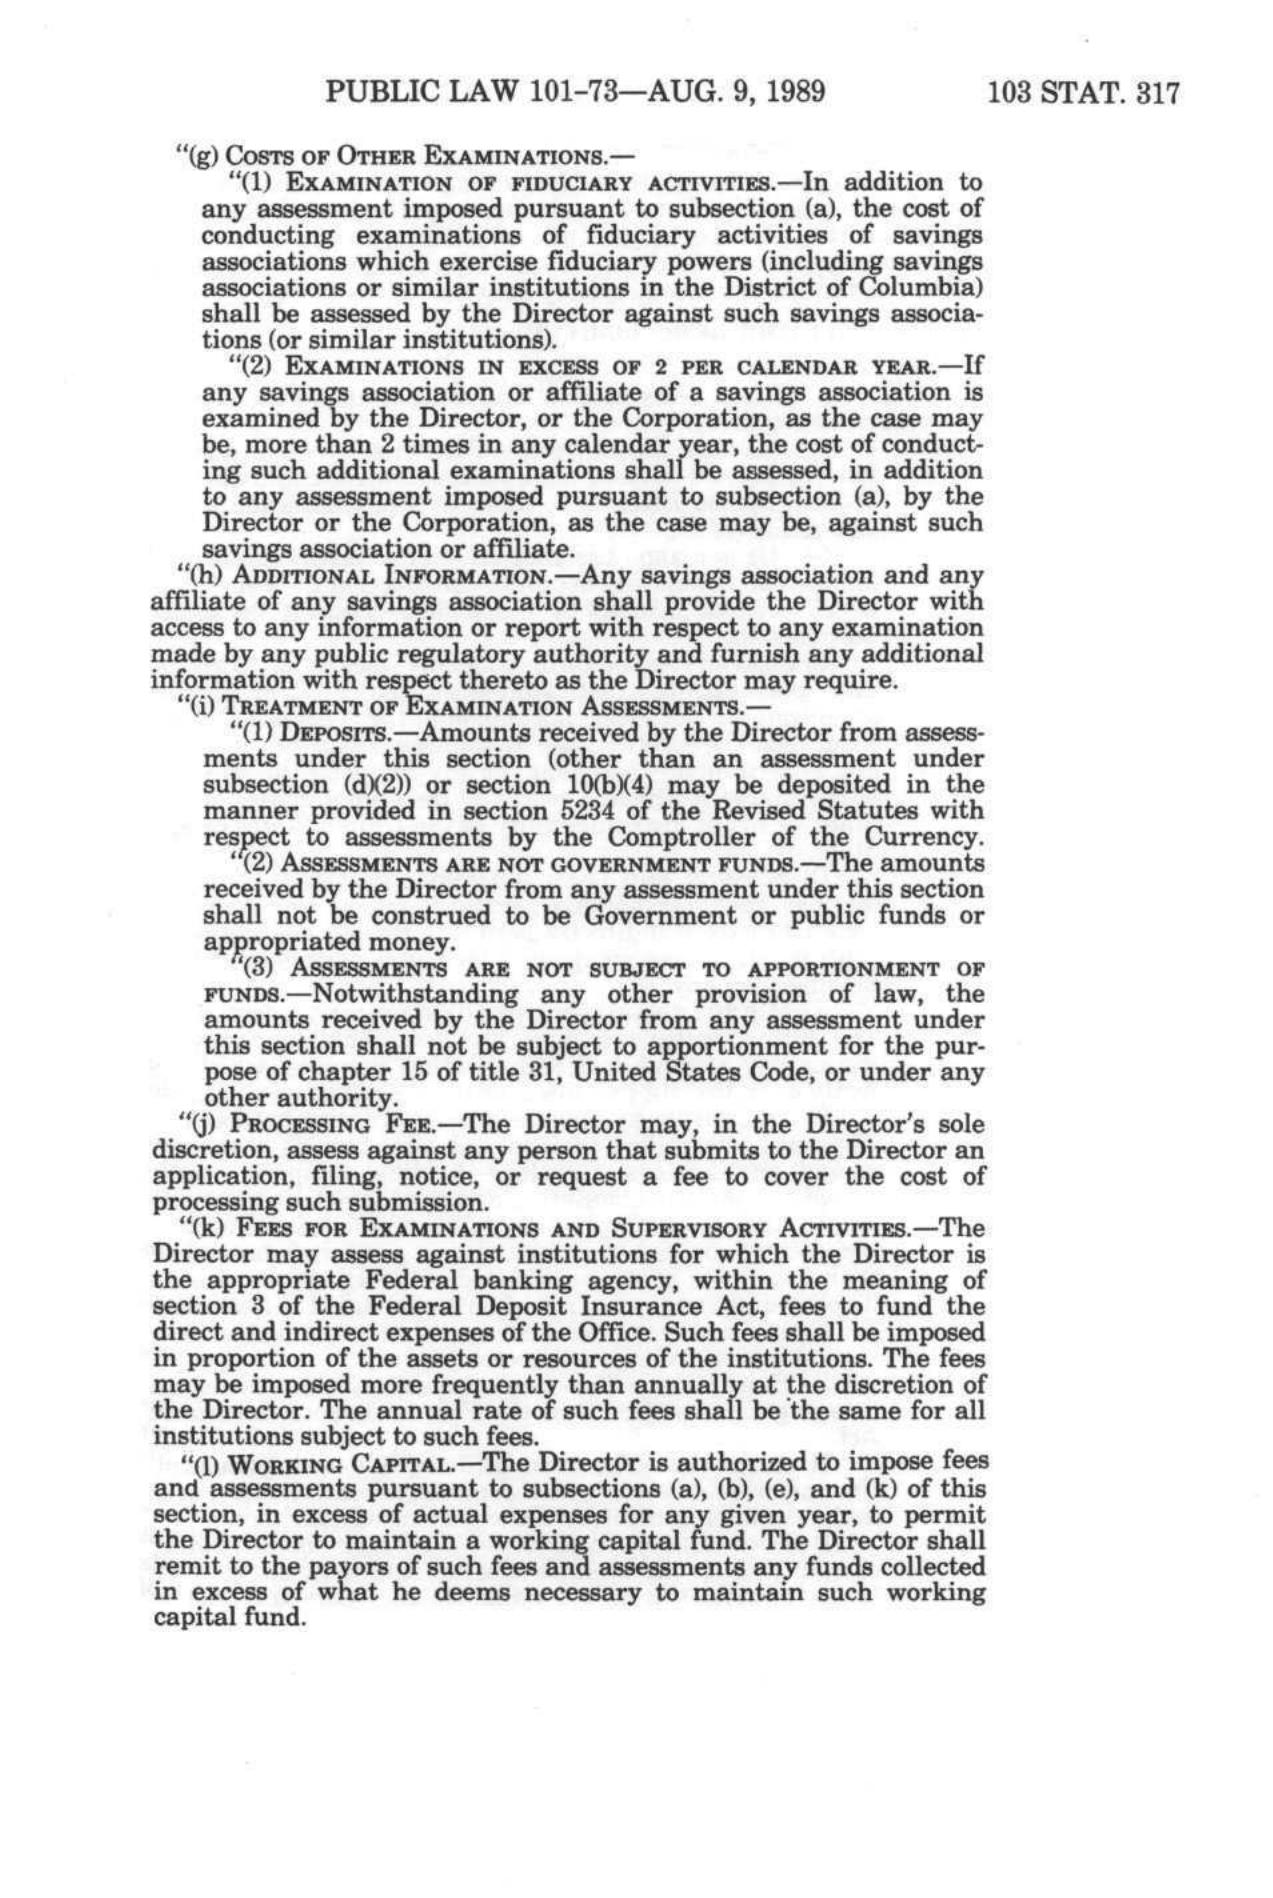 PUBLIC LAW 101-73—AUG. 9, 1989 103 STAT. 317
“(g) COSTS OF OTHER EXAMINATIONS.—
“(1) EXAMINATION OF FIDUCIARY ACTIVITIES.—In addition to
any assessment imposed pursuant to subsection (a), the cost of
conducting examinations of fiduciary activities of savings
associations which exercise fiduciary powers (including savings
associations or similar institutions in the District of Columbia)
shall be assessed by the Director against such savings associa-
tions (or similar institutions).
“(2) EXAMINATIONS IN EXCESS OF 2 PER CALENDAR YEAR.—If
any savings association or affiliate of a savings association is
examined by the Director, or the Corporation, as the case may
be, more than 2 times in any calendar year, the cost of conduct-
ing such additional examinations shall be assessed, in addition
to any assessment imposed pursuant to subsection (a), by the
Director or the Corporation, as the case may be, against such
savings association or affiliate.
“(h) ADDITIONAL INFORMATION.—Any savings association and any
affiliate of any savings association shall provide the Director with
access to any information or report with respect to any examination
made by any public regulatory authority and furnish any additional
information with respect thereto as the Director may require.
“(i) TREATMENT OF EXAMINATION ASSESSMENTS.—
“(1) DEPOSITS.—Amounts received by the Director from assess-
ments under this section (other than an assessment under
subsection (d)(2)) or section 10(b)(4) may be deposited in the
manner provided in section 5234 of the Revised Statutes with
respect to assessments by the Comptroller of the Currency.
“(2) ASSESSMENTS ARE NOT GOVERNMENT FUNDS.—The amounts
received by the Director from any assessment under this section
shall not be construed to be Government or public funds or
appropriated money.
“(3) ASSESSMENTS ARE NOT SUBJECT TO APPORTIONMENT OF
FUNDS.—Notwithstanding any other provision of law, the
amounts received by the Director from any assessment under
this section shall not be subject to apportionment for the pur-
pose of chapter 15 of title 31, United States Code, or under any
other authority.
“(j) PROCESSING FEE.—The Director may, in the Director's sole
discretion, assess against any person that submits to the Director an
application, filing, notice, or request a fee to cover the cost of
processing such submission.
“(k) FEES FOR EXAMINATIONS AND SUPERVISORY ACTIVITIES.—The
Director may assess against institutions for which the Director is
the appropriate Federal banking agency, within the meaning of
section 3 of the Federal Deposit Insurance Act, fees to fund the
direct and indirect expenses of the Office. Such fees shall be imposed
in proportion of the assets or resources of the institutions. The fees
may be imposed more frequently than annually at the discretion of
the Director. The annual rate of such fees shall be the same for all
institutions subject to such fees.
“(l) WORKING CAPITAL.—The Director is authorized to impose fees
and assessments pursuant to subsections (a), (b), (e), and (k) of this
section, in excess of actual expenses for any given year, to permit
the Director to maintain a working capital fund. The Director shall
remit to the payors of such fees and assessments any funds collected
in excess of what he deems necessary to maintain such working
capital fund.